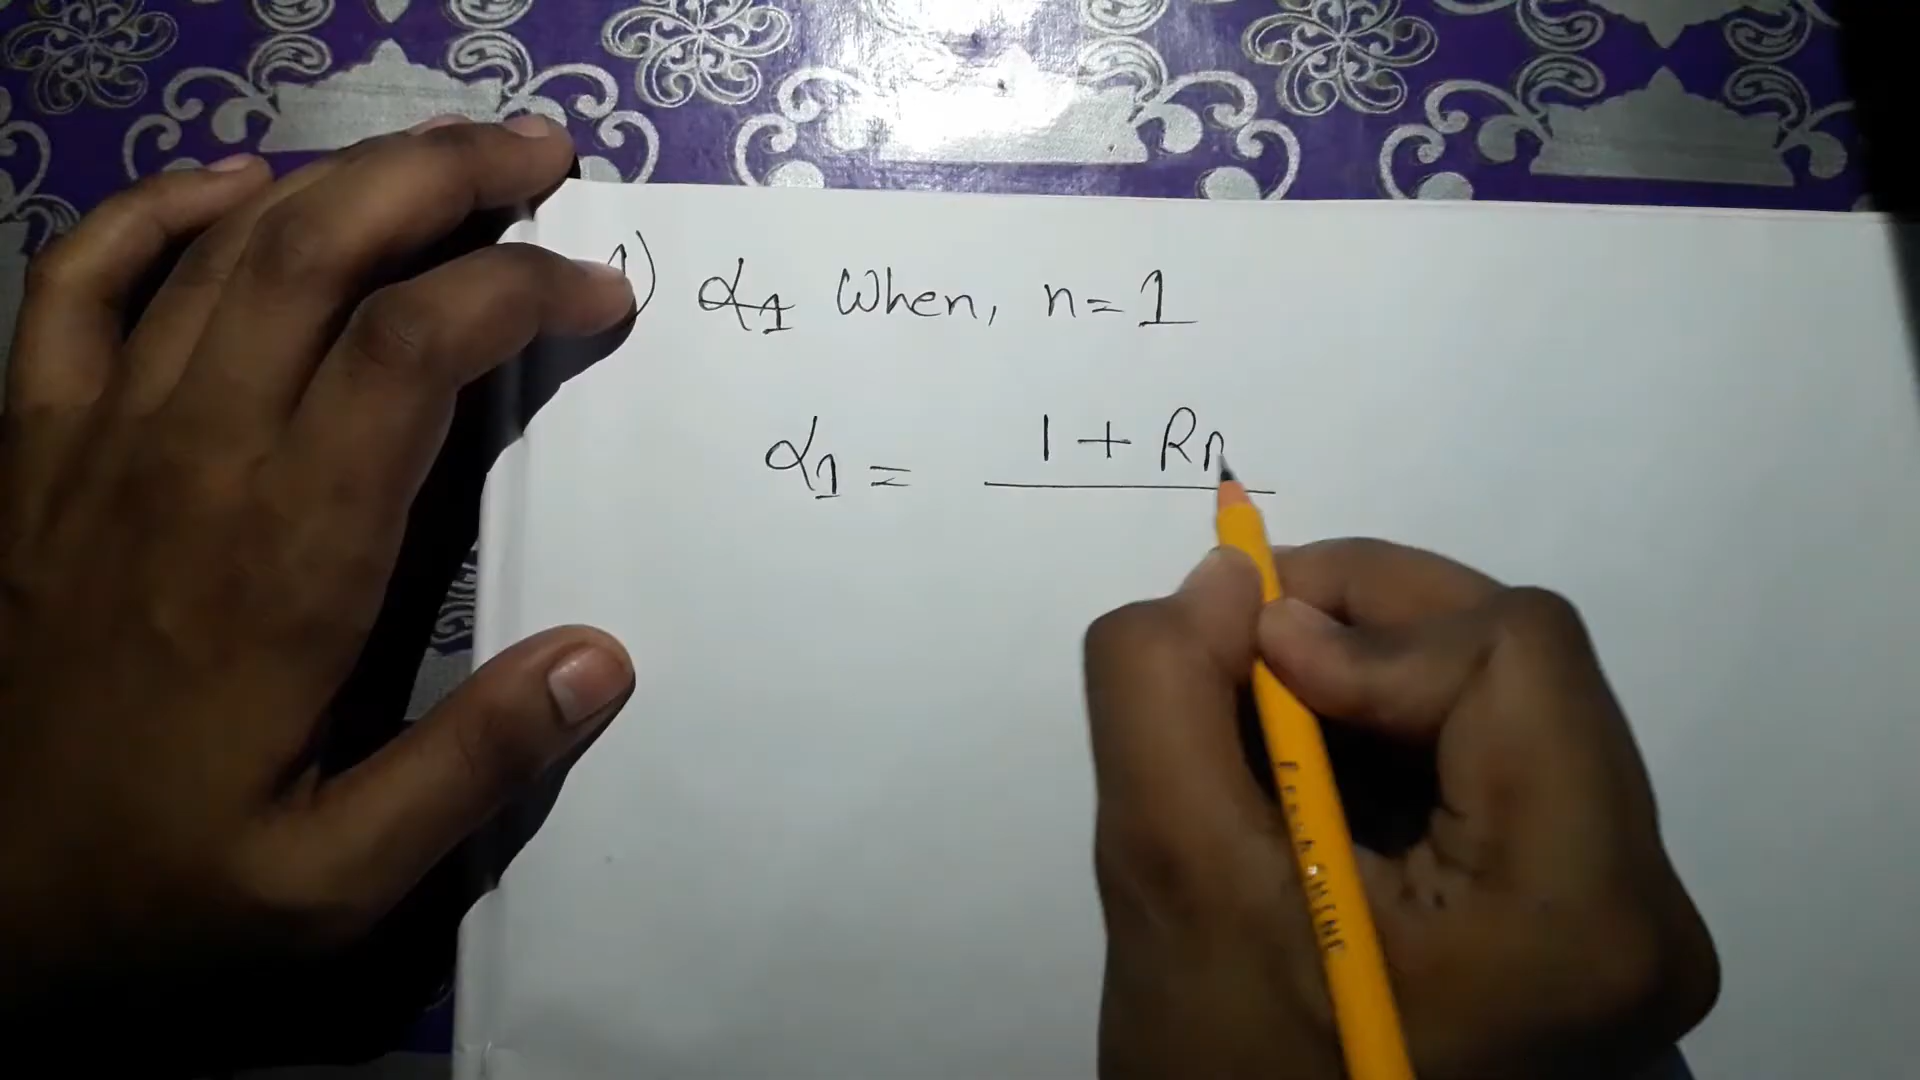 1) α1 When, n=1
α1 = 1 + Rn